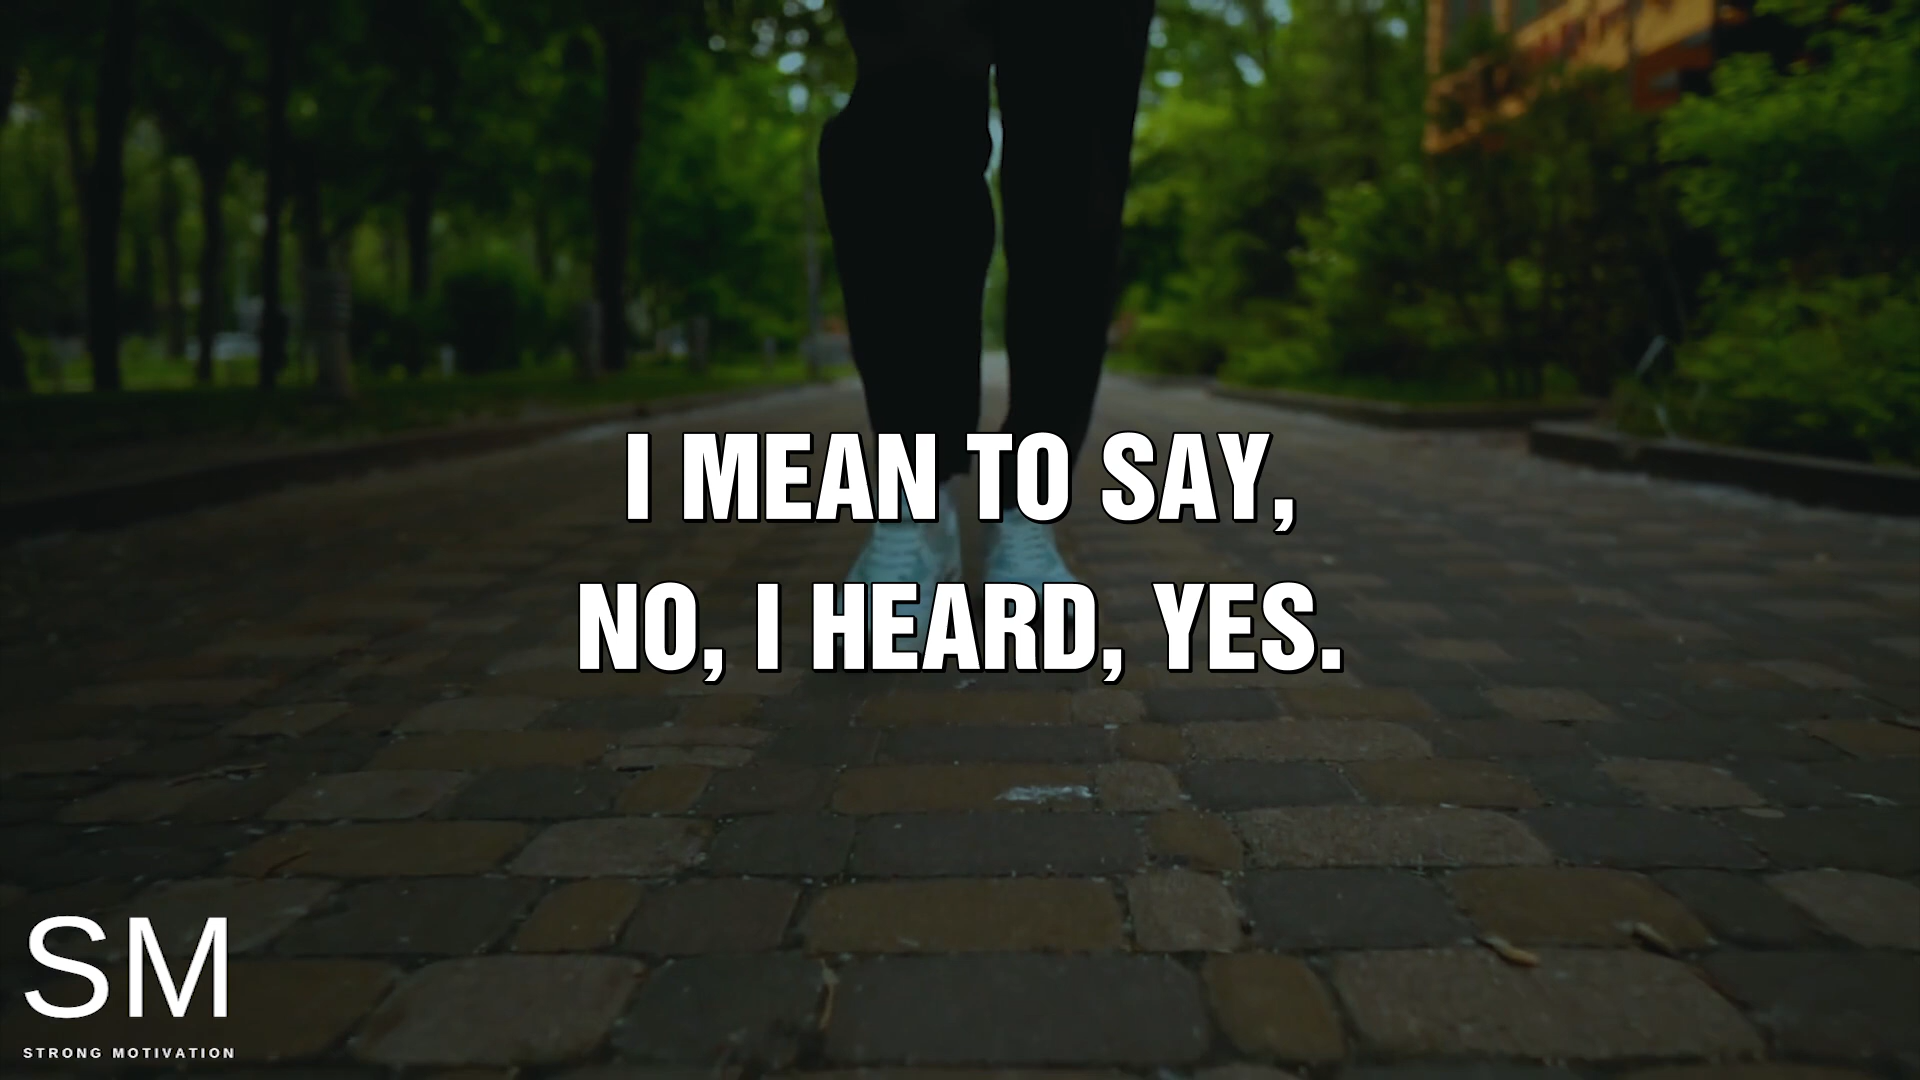 I MEAN TO SAY,
NO, I HEARD, YES.
SM
STRONG MOTIVATION